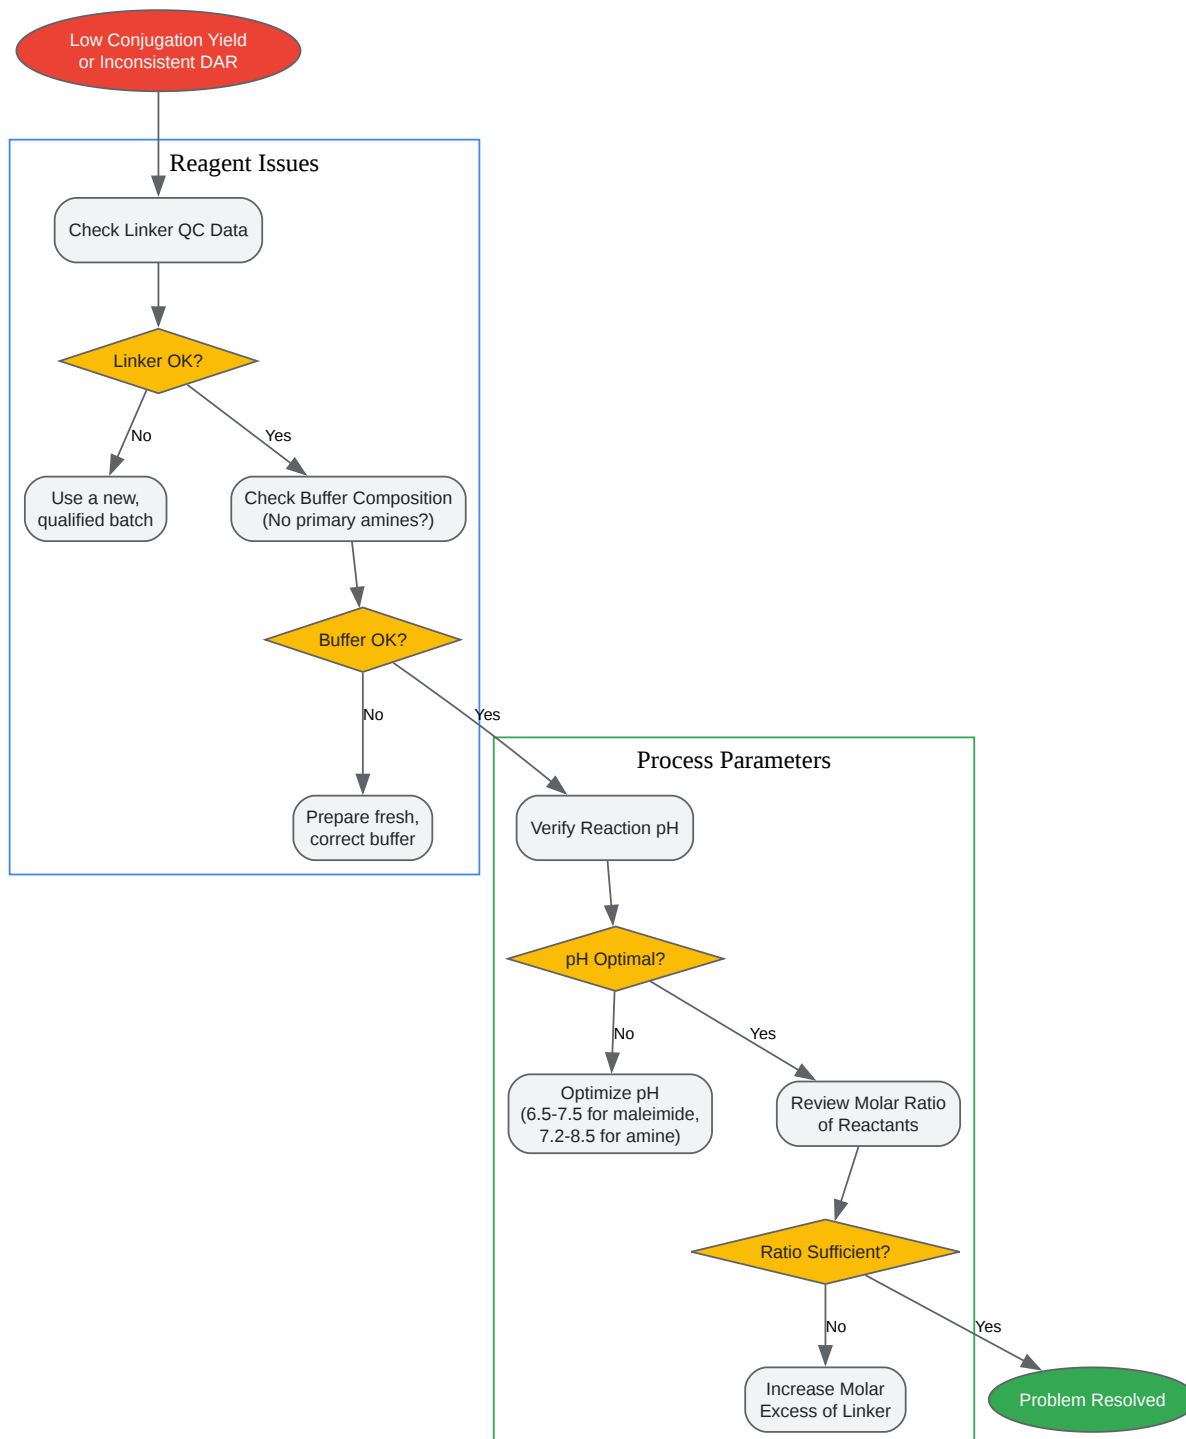 Low Conjugation Yield
or Inconsistent DAR
Reagent Issues
Check Linker QC Data
Linker OK?
No
Yes
Use a new,
qualified batch
Check Buffer Composition
(No primary amines?)
Buffer OK?
No
Yes
Prepare fresh,
correct buffer
Process Parameters
Verify Reaction pH
pH Optimal?
No
Yes
Optimize pH
(6.5-7.5 for maleimide,
7.2-8.5 for amine)
Review Molar Ratio
of Reactants
Ratio Sufficient?
No
Yes
Increase Molar
Excess of Linker
Problem Resolved